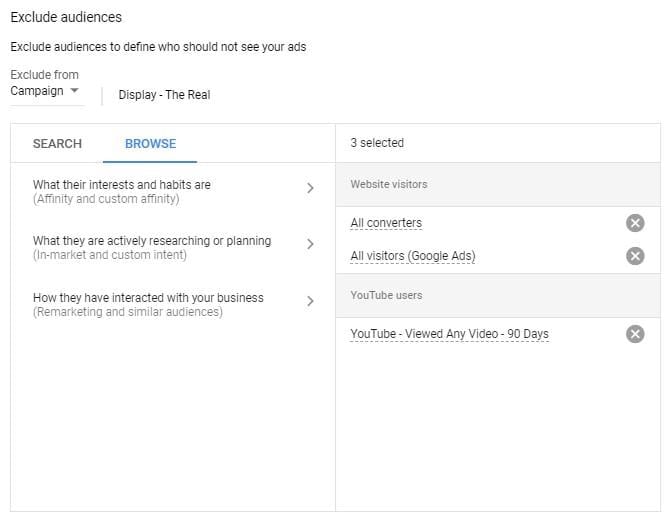 Exclude audiences
Exclude audiences to define who should not see your ads
Exclude from
Campaign
Display - The Real
SEARCH
BROWSE
3 selected
What their interests and habits are
(Affinity and custom affinity)
What they are actively researching or planning
(In-market and custom intent)
How they have interacted with your business
(Remarketing and similar audiences)
Website visitors
All converters
All visitors (Google Ads)
YouTube users
YouTube - Viewed Any Video - 90 Days